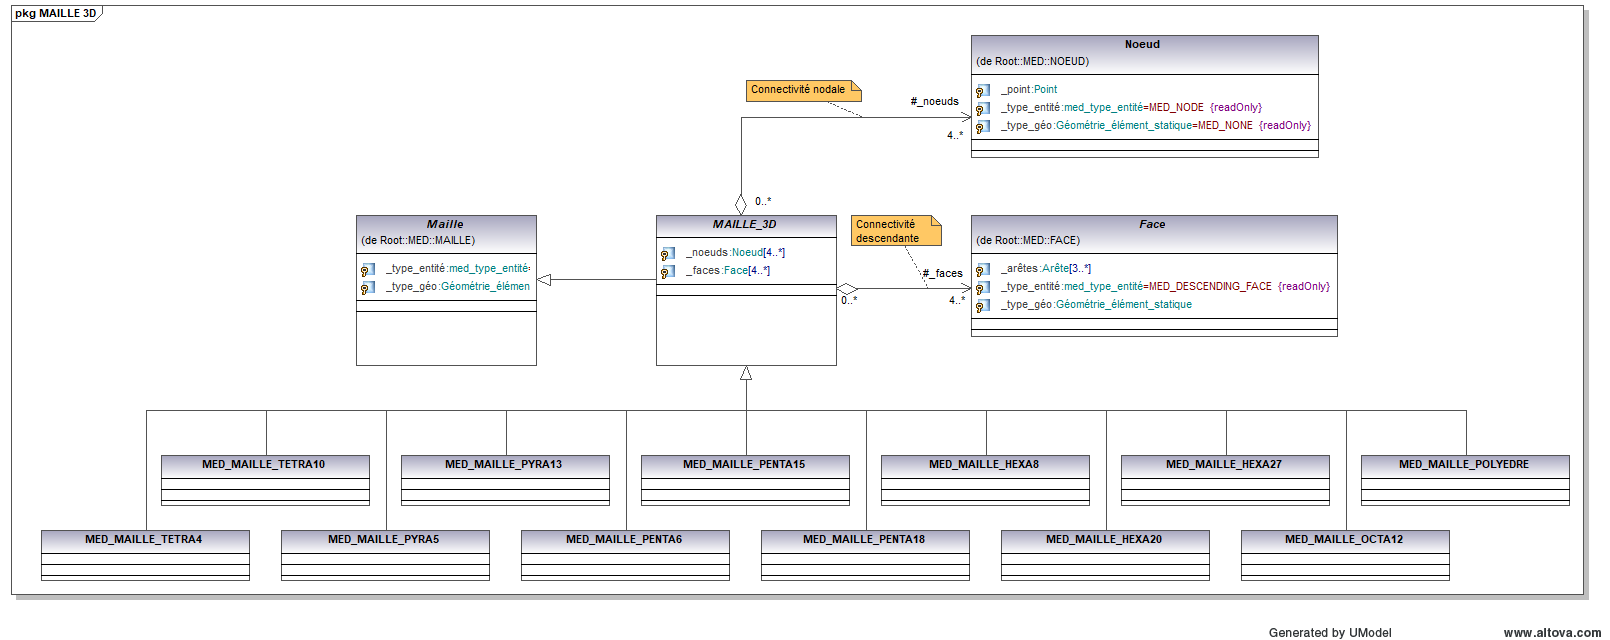 pkg MAILLE 3D
Noeud
(de Root::MED::NOEUD)
_point:Point
_type_entité:med_type_entité=MED_NODE {readOnly}
_type_géo:Géométrie_élément_statique=MED_NONE {readOnly}
Connectivité nodale
#_noeuds
4..*
0..*
Maille
(de Root::MED::MAILLE)
_type_entité:med_type_entité
_type_géo:Géométrie_élémen
MAILLE_3D
_noeuds:Noeud[4..*]
_faces:Face[4..*]
Connectivité
descendante
#_faces
0..*
4..*
Face
(de Root::MED::FACE)
_arêtes:Arête[3..*]
_type_entité:med_type_entité=MED_DESCENDING_FACE {readOnly}
_type_géo:Géométrie_élément_statique
MED_MAILLE_TETRA10
MED_MAILLE_PYRA13
MED_MAILLE_PENTA15
MED_MAILLE_HEXA8
MED_MAILLE_HEXA27
MED_MAILLE_POLYEDRE
MED_MAILLE_TETRA4
MED_MAILLE_PYRA5
MED_MAILLE_PENTA6
MED_MAILLE_PENTA18
MED_MAILLE_HEXA20
MED_MAILLE_OCTA12
Generated by UModel
www.altova.com